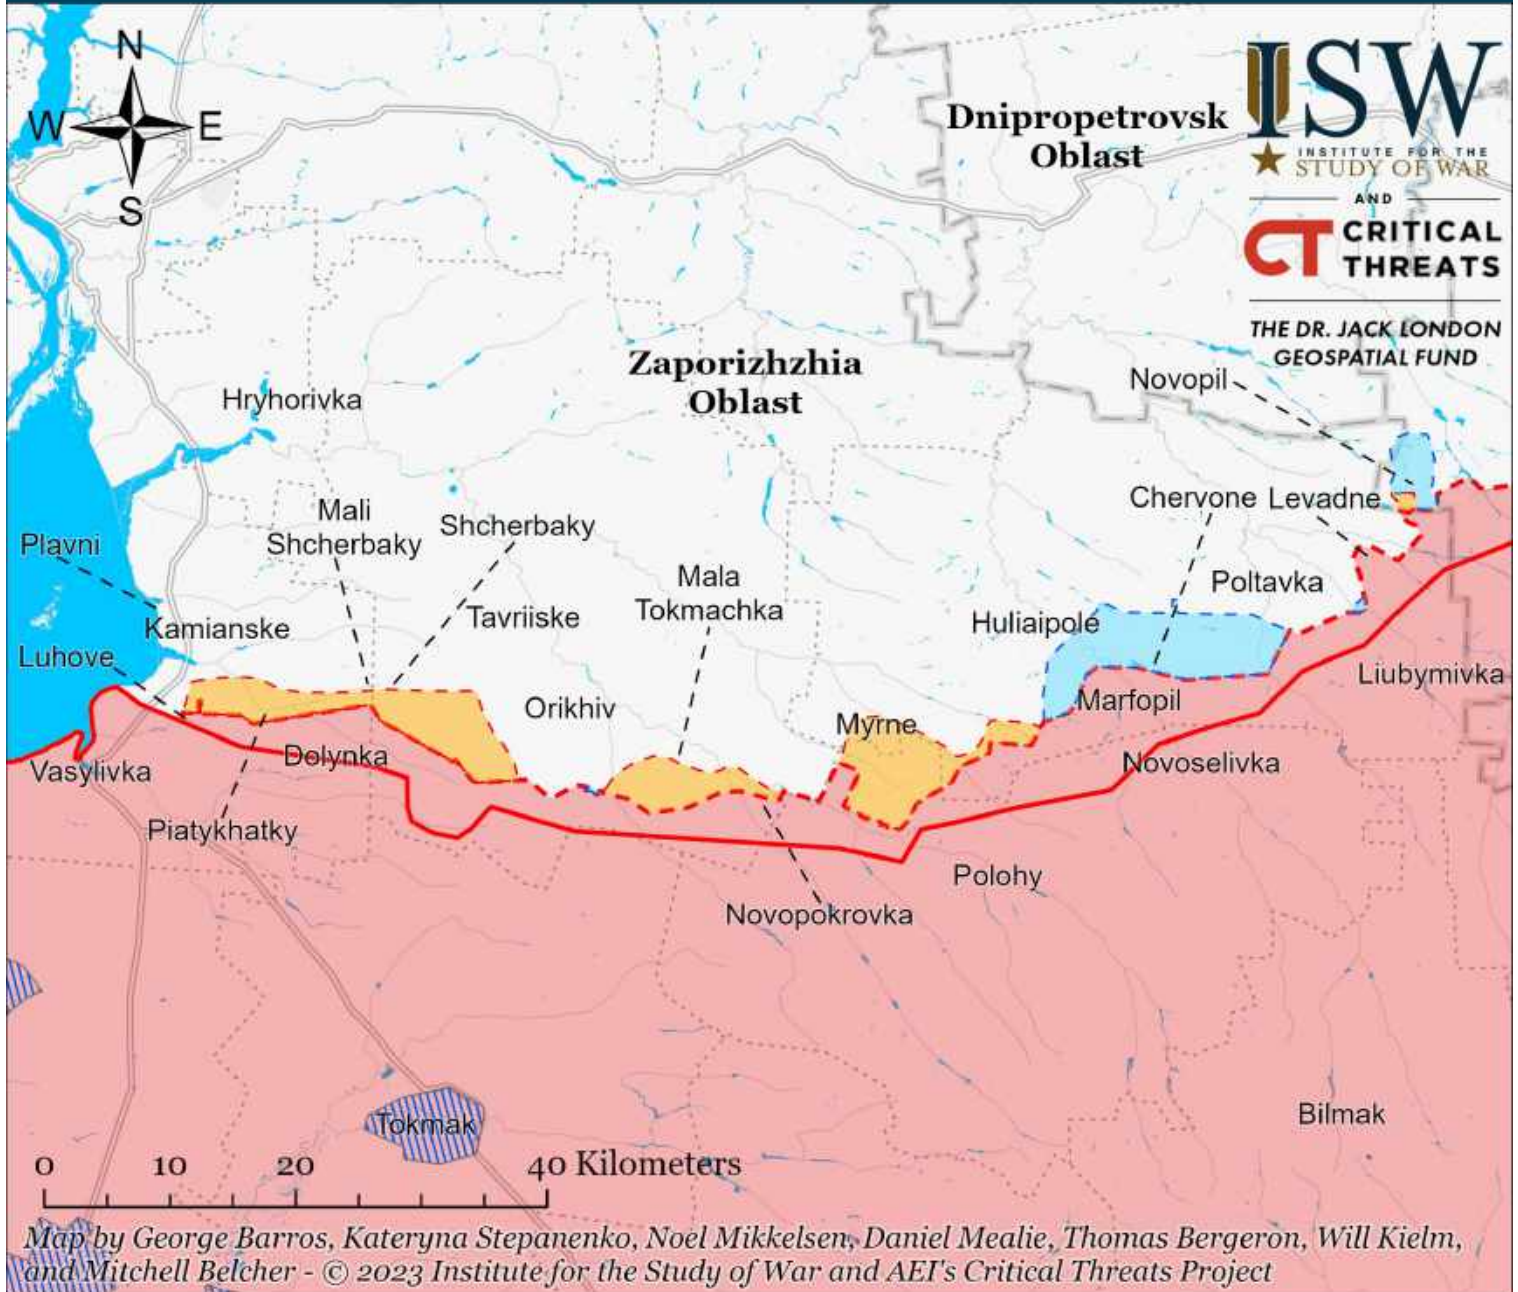 N
W E
S
Dnipropetrovsk
Oblast
ISW
INSTITUTE FOR THE
STUDY OF WAR
AND
CT CRITICAL
THREATS
THE DR. JACK LONDON
GEOSPATIAL FUND
Zaporizhzhia
Oblast
Novopil
Hryhorivka
Chervone
Levadne
Mali
Shcherbaky
Shcherbaky
Plavni
Mala
Tokmachka
Poltavka
Tavriiske
Huliaipole
Kamianske
Luhove
Liubymivka
Marfopil
Orikhiv
Myrne
Dolynka
Vasylivka
Novoselivka
Piatykhatky
Polohy
Novopokrovka
Bilmak
Tokmak
0 10 20 40 Kilometers
Map by George Barros, Kateryna Stepanenko, Noel Mikkelsen, Daniel Mealie, Thomas Bergeron, Will Kielm,
and Mitchell Belcher - © 2023 Institute for the Study of War and AEI's Critical Threats Project